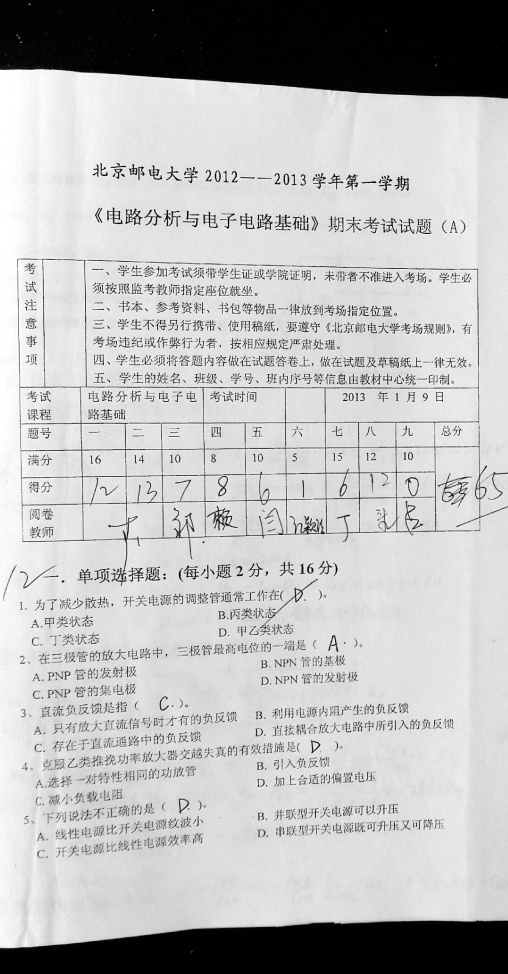 北京邮电大学 2012——2013 学年第一学期
《电路分析与电子电路基础》期末考试试题（A）
考试注意事项
一、学生参加考试须带学生证或学院证明，未带者不准进入考场。学生必
须按照监考教师指定座位就坐。
二、书本、参考资料、书包等物品一律放到考场指定位置。
三、学生不得另行携带、使用稿纸，要遵守《北京邮电大学考场规则》，有
考场违纪或作弊行为者，按相应规定严肃处理。
四、学生必须将答题内容做在试题答卷上，做在试题及草稿纸上一律无效。
五、学生的姓名、班级、学号、班内序号等信息由教材中心统一印制。
考试课程 电路分析与电子电路基础 考试时间 2013 年 1 月 9 日
题号 一 二 三 四 五 六 七 八 九 总分
满分 16 14 10 8 10 5 15 12 10
得分 12 13 7 8 6 1 6 12 0 65
阅卷教师
12 一. 单项选择题：(每小题 2 分，共 16 分)
1. 为了减少散热，开关电源的调整管通常工作在( D. )。
A.甲类状态 B.丙类状态
C. 丁类状态 D. 甲乙类状态
2、在三极管的放大电路中，三极管最高电位的一端是（ A. ）。
A. PNP 管的发射极 B. NPN 管的基极
C. PNP 管的集电极 D. NPN 管的发射极
3、直流负反馈是指（ C. ）。
A. 只有放大直流信号时才有的负反馈 B. 利用电源内阻产生的负反馈
C. 存在于直流通路中的负反馈 D. 直接耦合放大电路中所引入的负反馈
4、克服乙类推挽功率放大器交越失真的有效措施是( D. )。
A.选择一对特性相同的功放管 B. 引入负反馈
C. 减小负载电阻 D. 加上合适的偏置电压
5、下列说法不正确的是（ D. ）。
A. 线性电源比开关电源纹波小 B. 并联型开关电源可以升压
C. 开关电源比线性电源效率高 D. 串联型开关电源既可升压又可降压